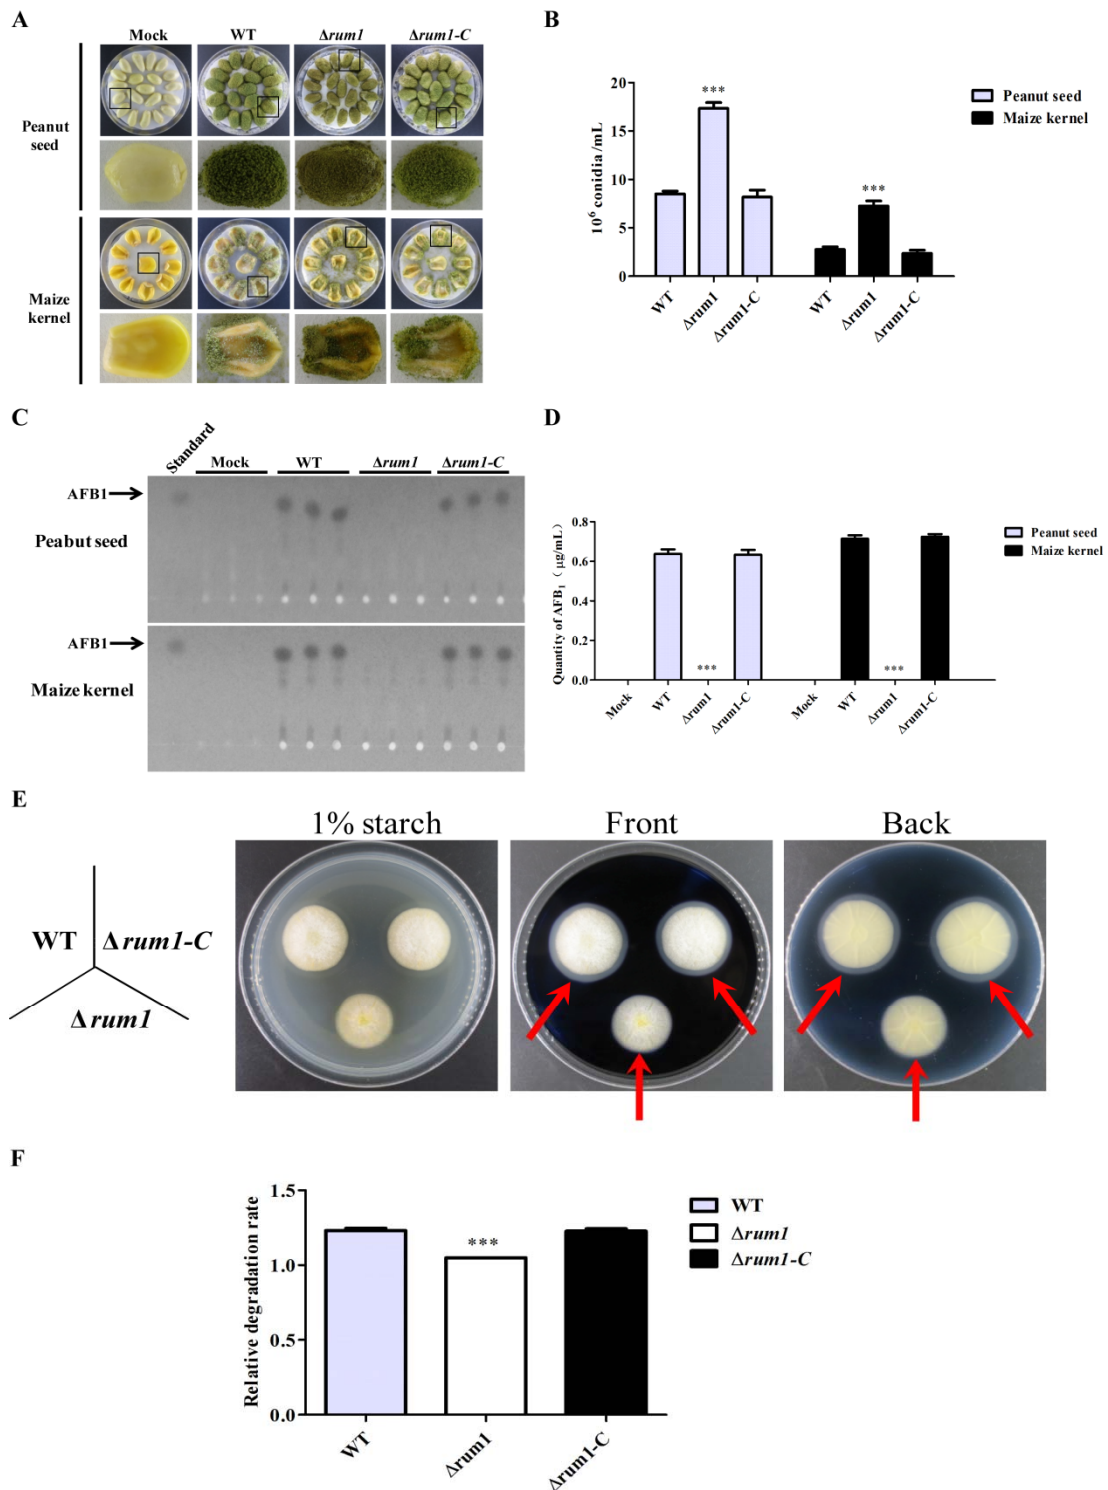 A
Mock WT Δrum1 Δrum1-C
Peanut
seed
Maize
kernel
B
20
15
10
5
0
10⁶ conidia /mL
***
***
WT Δrum1 Δrum1-C WT Δrum1 Δrum1-C
Peanut seed
Maize kernel
C
Standard Mock WT Δrum1 Δrum1-C
AFB1
Peabut seed
AFB1
Maize kernel
D
0.8
0.6
0.4
0.2
0.0
Quantity of AFB₁（ μg/mL）
***
***
Mock WT Δrum1 Δrum1-C Mock WT Δrum1 Δrum1-C
Peanut seed
Maize kernel
E
1% starch Front Back
WT Δrum1-C
Δrum1
F
1.5
1.0
0.5
0.0
Relative degradation rate
***
WT Δrum1 Δrum1-C
WT
Δrum1
Δrum1-C